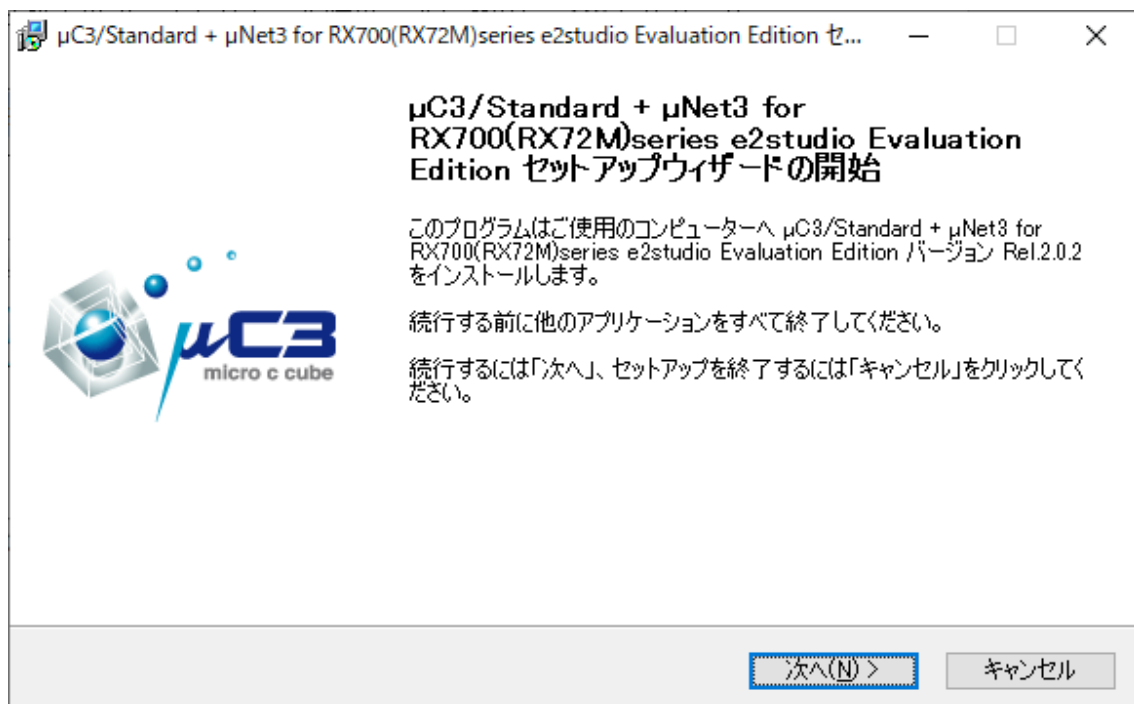 μC3/Standard + μNet3 for RX700(RX72M)series e2studio Evaluation Edition セ...
μC3/Standard + μNet3 for
RX700(RX72M)series e2studio Evaluation
Edition セットアップウィザードの開始
このプログラムはご使用のコンピューターへ μC3/Standard + μNet3 for
RX700(RX72M)series e2studio Evaluation Edition バージョン Rel.2.0.2
をインストールします。
続行する前に他のアプリケーションをすべて終了してください。
続行するには「次へ」、セットアップを終了するには「キャンセル」をクリックしてく
ださい。
μC3
micro c cube
次へ(N) >
キャンセル